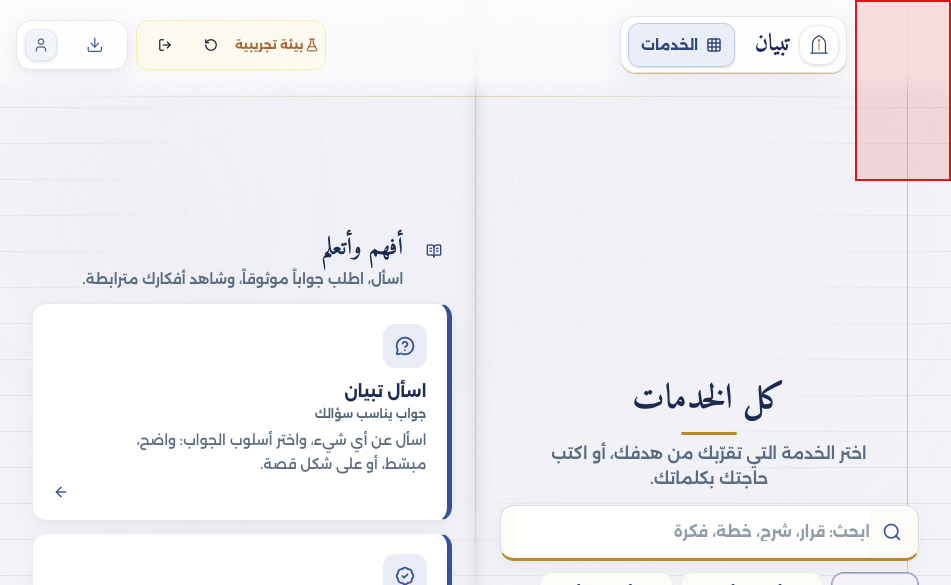 تبيان
الخدمات
بيئة تجريبية
كل الخدمات
اختر الخدمة التي تقرّبك من هدفك، أو اكتب
حاجتك بكلماتك.
ابحث: قرار، شرح، خطة، فكرة
أفهم وأتعلم
اسأل، اطلب جواباً موثوقاً، وشاهد أفكارك مترابطة.
اسأل تبيان
جواب يناسب سؤالك
اسأل عن أي شيء، واختر أسلوب الجواب: واضح،
مبسّط، أو على شكل قصة.